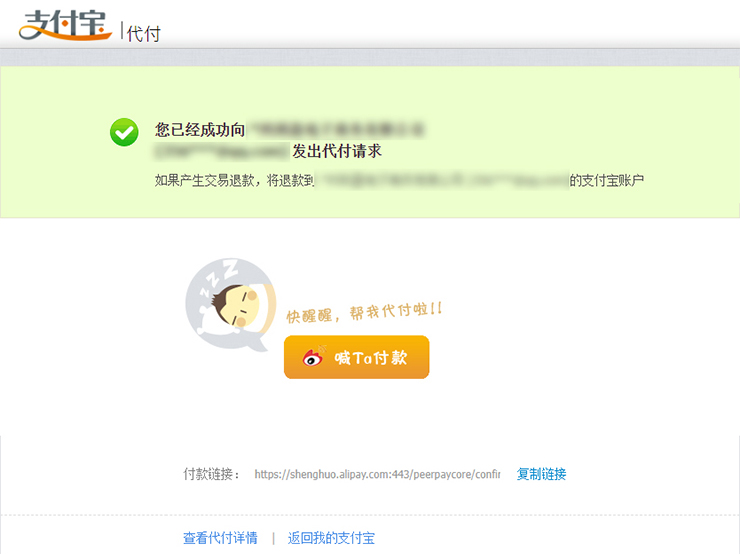 支付宝 | 代付
您已经成功向
发出代付请求
如果产生交易退款，将退款到 的支付宝账户
z z Z
快醒醒，帮我代付啦!!
喊Ta付款
付款链接： https://shenghuo.alipay.com:443/peerpaycore/confir 复制链接
查看代付详情 | 返回我的支付宝